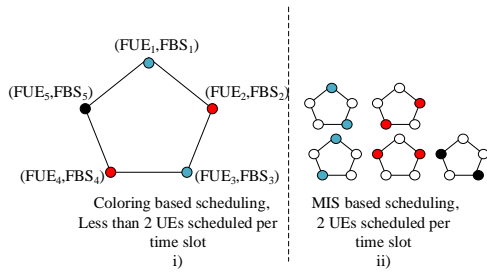 (FUE1,FBS1)
(FUE5,FBS5)
(FUE2,FBS2)
(FUE4,FBS4)
(FUE3,FBS3)
Coloring based scheduling,
Less than 2 UEs scheduled per
time slot
i)
MIS based scheduling,
2 UEs scheduled per
time slot
ii)